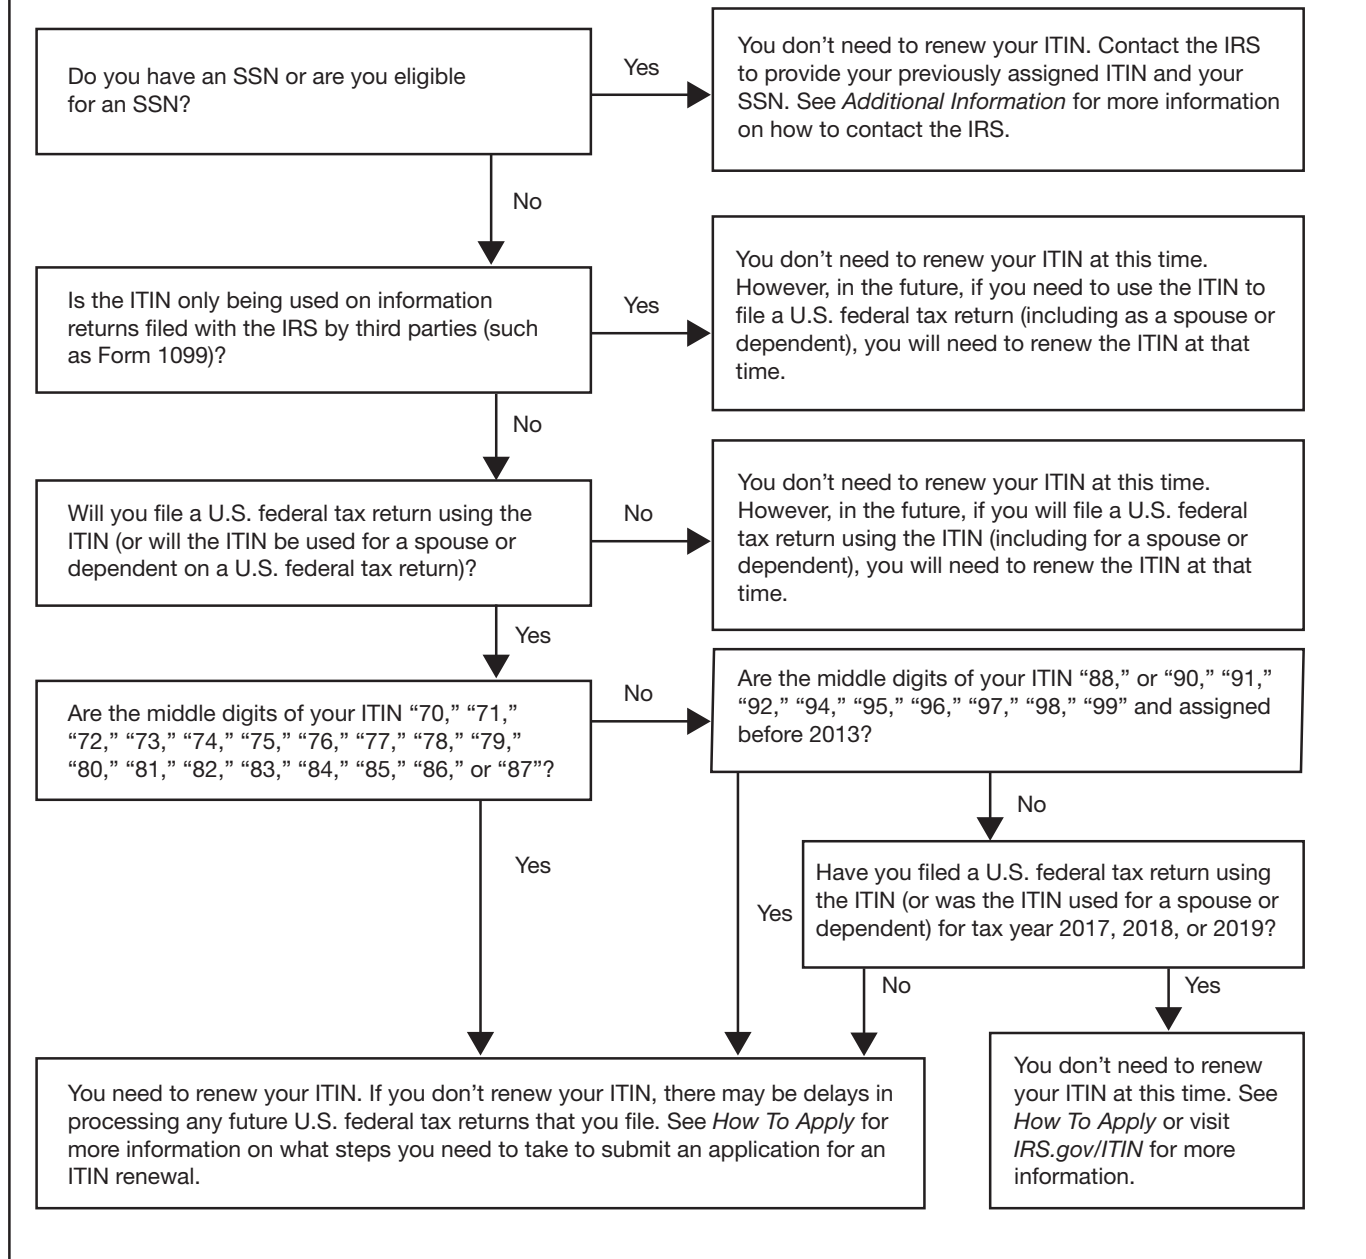 Do you have an SSN or are you eligible
for an SSN?
Yes
You don’t need to renew your ITIN. Contact the IRS
to provide your previously assigned ITIN and your
SSN. See Additional Information for more information
on how to contact the IRS.
No
Is the ITIN only being used on information
returns filed with the IRS by third parties (such
as Form 1099)?
Yes
You don’t need to renew your ITIN at this time.
However, in the future, if you need to use the ITIN to
file a U.S. federal tax return (including as a spouse or
dependent), you will need to renew the ITIN at that
time.
No
Will you file a U.S. federal tax return using the
ITIN (or will the ITIN be used for a spouse or
dependent on a U.S. federal tax return)?
No
You don’t need to renew your ITIN at this time.
However, in the future, if you will file a U.S. federal
tax return using the ITIN (including for a spouse or
dependent), you will need to renew the ITIN at that
time.
Yes
Are the middle digits of your ITIN “70,” “71,”
“72,” “73,” “74,” “75,” “76,” “77,” “78,” “79,”
“80,” “81,” “82,” “83,” “84,” “85,” “86,” or “87”?
No
Are the middle digits of your ITIN “88,” or “90,” “91,”
“92,” “94,” “95,” “96,” “97,” “98,” “99” and assigned
before 2013?
No
Yes
Yes
Have you filed a U.S. federal tax return using
the ITIN (or was the ITIN used for a spouse or
dependent) for tax year 2017, 2018, or 2019?
No
Yes
You need to renew your ITIN. If you don’t renew your ITIN, there may be delays in
processing any future U.S. federal tax returns that you file. See How To Apply for
more information on what steps you need to take to submit an application for an
ITIN renewal.
You don’t need to renew
your ITIN at this time. See
How To Apply or visit
IRS.gov/ITIN for more
information.